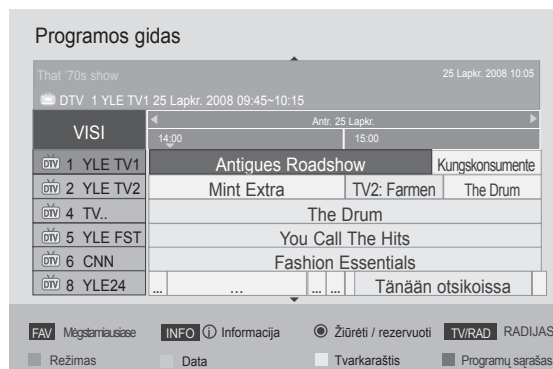 Programos gidas
That '70s show
25 Lapkr. 2008 10:05
DTV 1 YLE TV1 25 Lapkr. 2008 09:45~10:15
VISI
Antr. 25 Lapkr.
14:00 15:00
DTV 1 YLE TV1 Antigues Roadshow Kungskonsumente
DTV 2 YLE TV2 Mint Extra TV2: Farmen The Drum
DTV 4 TV.. The Drum
DTV 5 YLE FST You Call The Hits
DTV 6 CNN Fashion Essentials
DTV 8 YLE24 ... ... ... ... Tänään otsikoissa
FAV Mėgstamiausiase INFO i Informacija Žiūrėti / rezervuoti TV/RAD RADIJAS
Režimas Data Tvarkaraštis Programų sąrašas